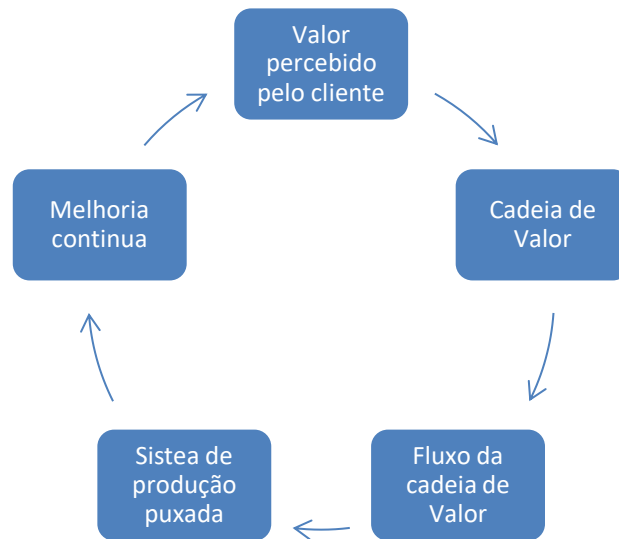 Valor
percebido
pelo cliente
Cadeia de
Valor
Fluxo da
cadeia de
Valor
Sistea de
produção
puxada
Melhoria
continua